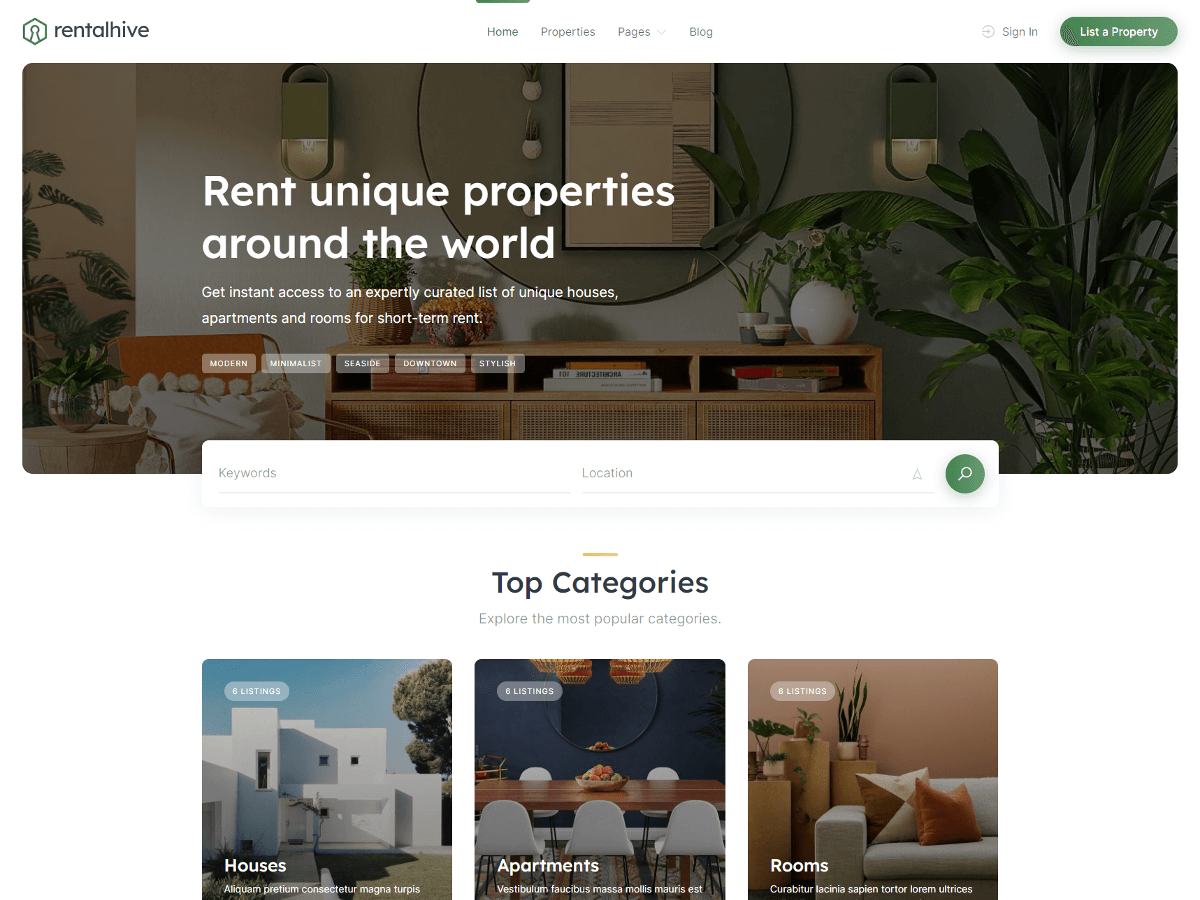 rentalhive
Home
Properties
Pages
Blog
Sign In
List a Property
Rent unique properties
around the world
Get instant access to an expertly curated list of unique houses,
apartments and rooms for short-term rent.
MODERN
MINIMALIST
SEASIDE
DOWNTOWN
STYLISH
ARCHITECTURE 101
Keywords
Location
Top Categories
Explore the most popular categories.
6 LISTINGS
Houses
Aliquam pretium consectetur magna turpis
6 LISTINGS
Apartments
Vestibulum faucibus massa mollis mauris est
6 LISTINGS
Rooms
Curabitur lacinia sapien tortor lorem ultrices